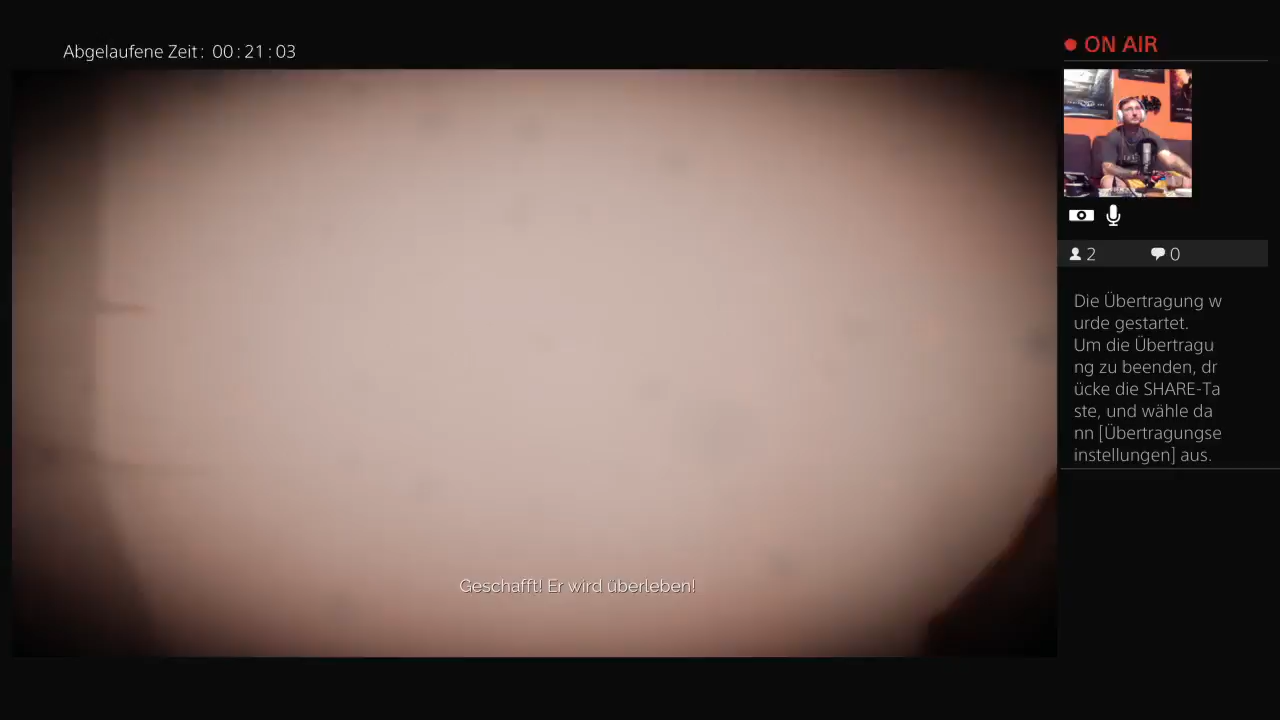 Abgelaufene Zeit: 00:21:03
ON AIR
2 0
Die Übertragung w
urde gestartet.
Um die Übertragu
ng zu beenden, dr
ücke die SHARE-Ta
ste, und wähle da
nn [Übertragungse
instellungen] aus.
Geschafft! Er wird überleben!